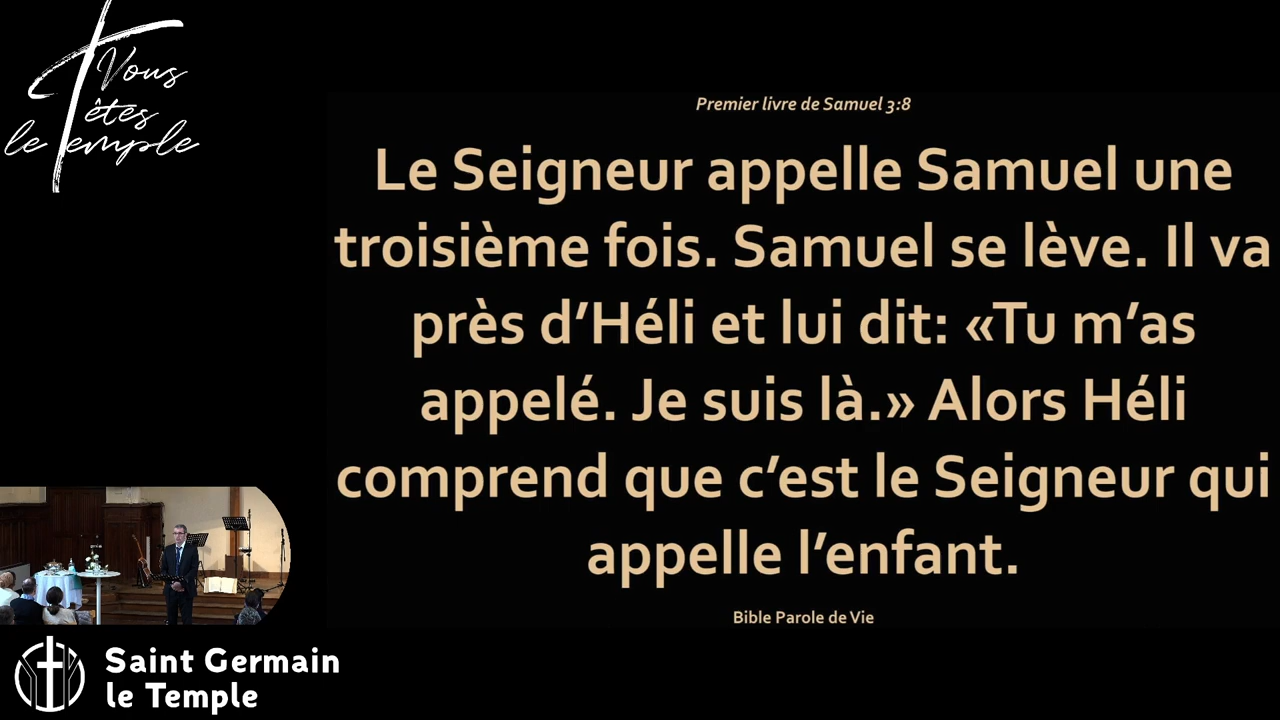 Vous
êtes
le Temple
Premier livre de Samuel 3:8
Le Seigneur appelle Samuel une
troisième fois. Samuel se lève. Il va
près d’Héli et lui dit: «Tu m’as
appelé. Je suis là.» Alors Héli
comprend que c’est le Seigneur qui
appelle l’enfant.
Bible Parole de Vie
Saint Germain
le Temple